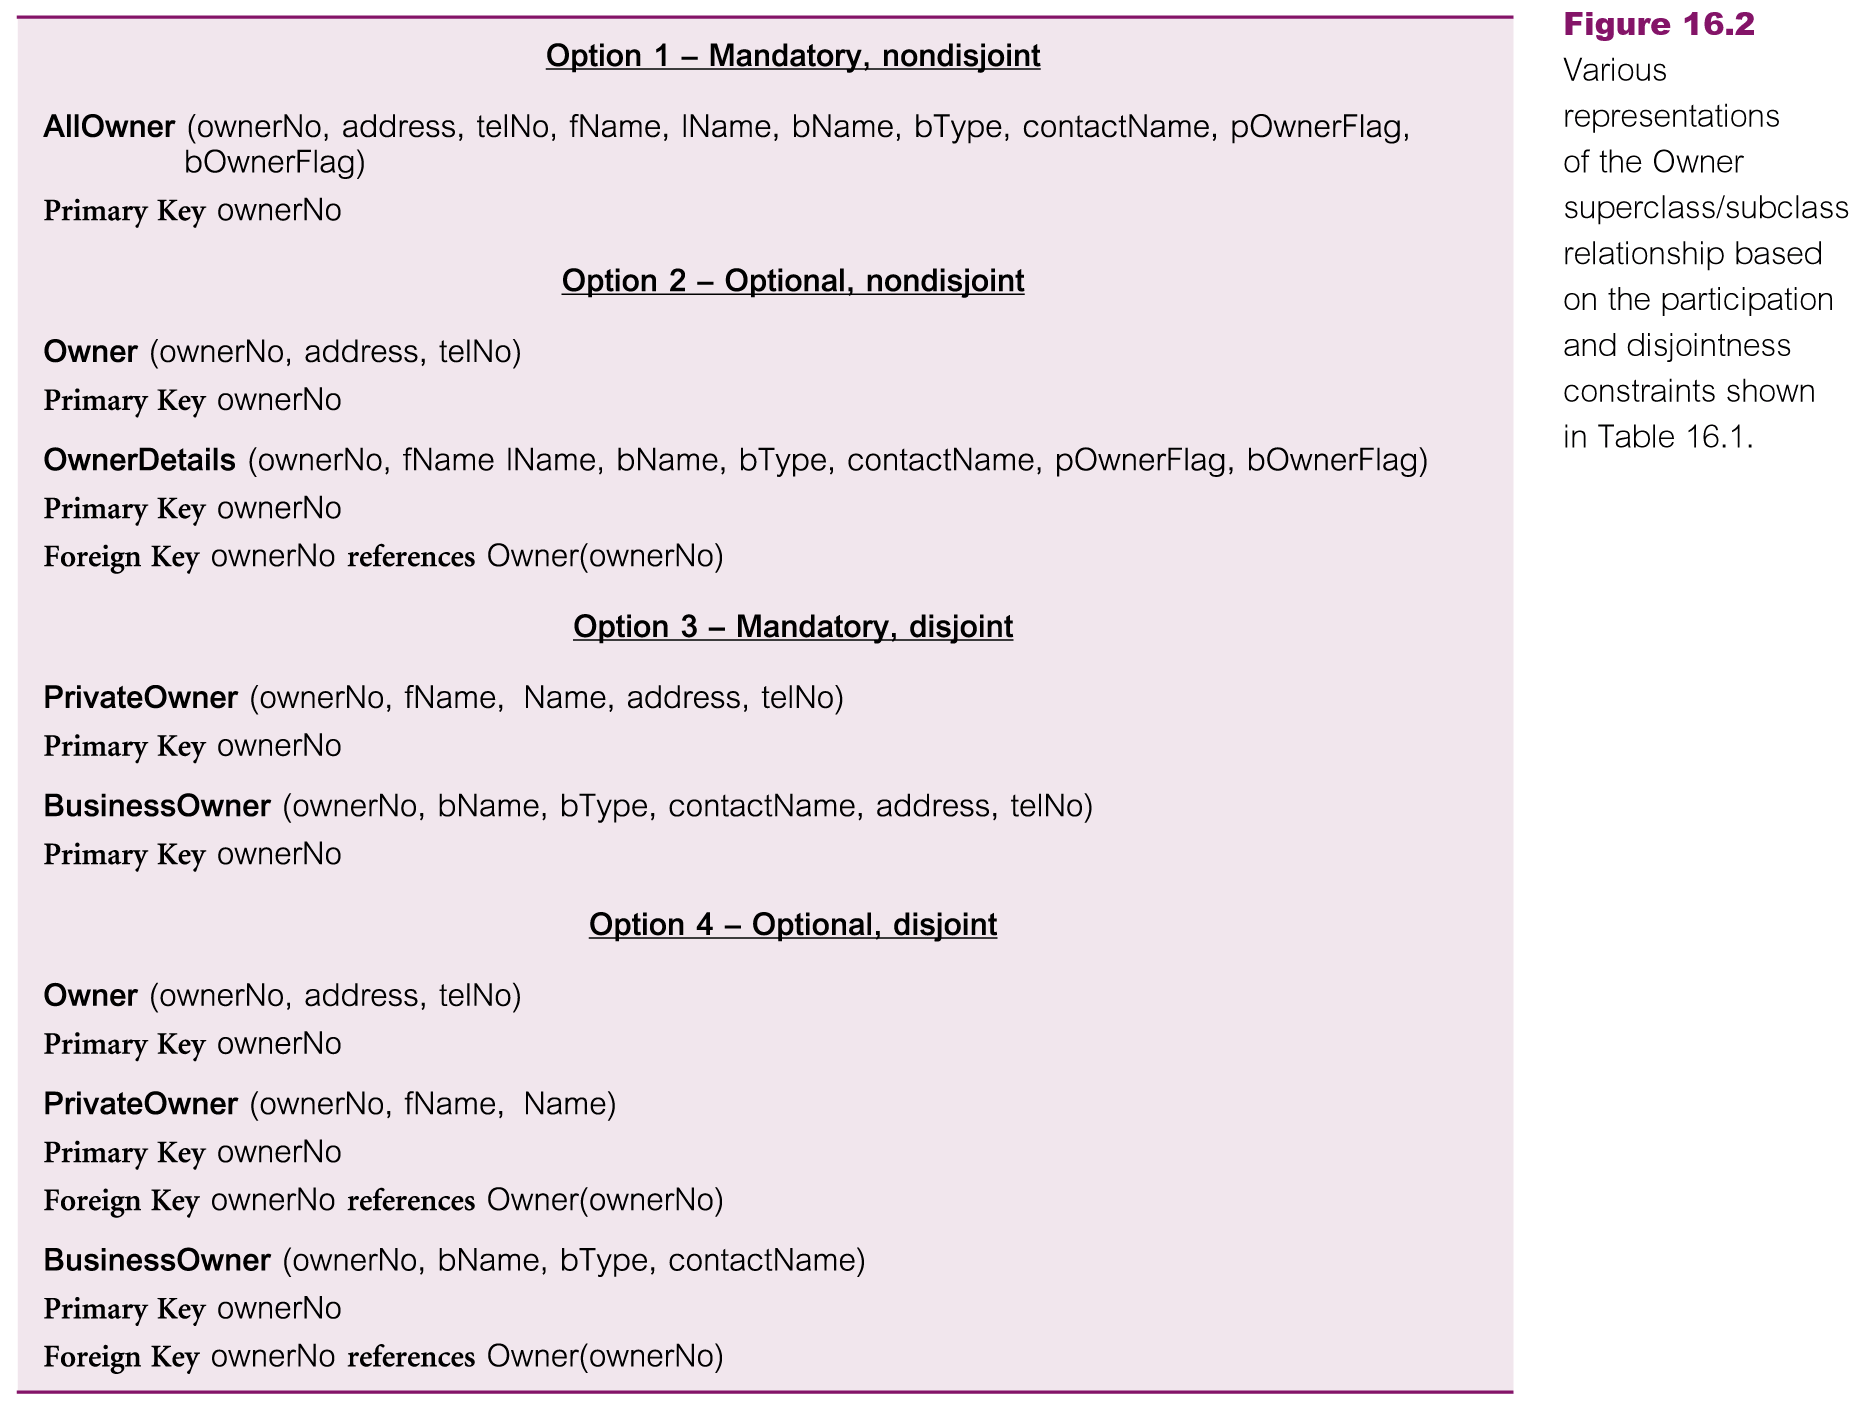 Option 1 – Mandatory, nondisjoint
AllOwner (ownerNo, address, telNo, fName, lName, bName, bType, contactName, pOwnerFlag,
bOwnerFlag)
Primary Key ownerNo
Option 2 – Optional, nondisjoint
Owner (ownerNo, address, telNo)
Primary Key ownerNo
OwnerDetails (ownerNo, fName lName, bName, bType, contactName, pOwnerFlag, bOwnerFlag)
Primary Key ownerNo
Foreign Key ownerNo references Owner(ownerNo)
Option 3 – Mandatory, disjoint
PrivateOwner (ownerNo, fName, Name, address, telNo)
Primary Key ownerNo
BusinessOwner (ownerNo, bName, bType, contactName, address, telNo)
Primary Key ownerNo
Option 4 – Optional, disjoint
Owner (ownerNo, address, telNo)
Primary Key ownerNo
PrivateOwner (ownerNo, fName, Name)
Primary Key ownerNo
Foreign Key ownerNo references Owner(ownerNo)
BusinessOwner (ownerNo, bName, bType, contactName)
Primary Key ownerNo
Foreign Key ownerNo references Owner(ownerNo)
Figure 16.2
Various
representations
of the Owner
superclass/subclass
relationship based
on the participation
and disjointness
constraints shown
in Table 16.1.